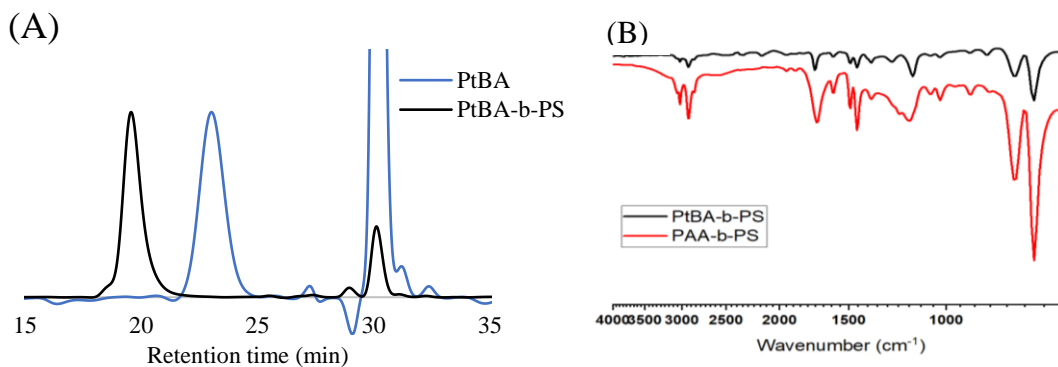 (A)
PtBA
PtBA-b-PS
15 20 25 30 35
Retention time (min)
(B)
PtBA-b-PS
PAA-b-PS
4000 3500 3000 2500 2000 1500 1000
Wavenumber (cm⁻¹)